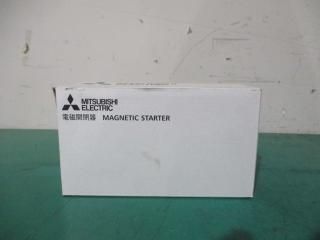 MITSUBISHI
ELECTRIC
電磁開閉器 MAGNETIC STARTER